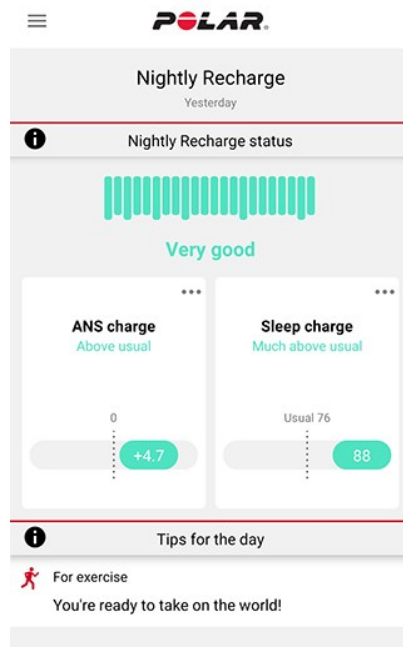 POLAR.
Nightly Recharge
Yesterday
Nightly Recharge status
Very good
ANS charge
Above usual
0
+4.7
Sleep charge
Much above usual
Usual 76
88
Tips for the day
For exercise
You're ready to take on the world!